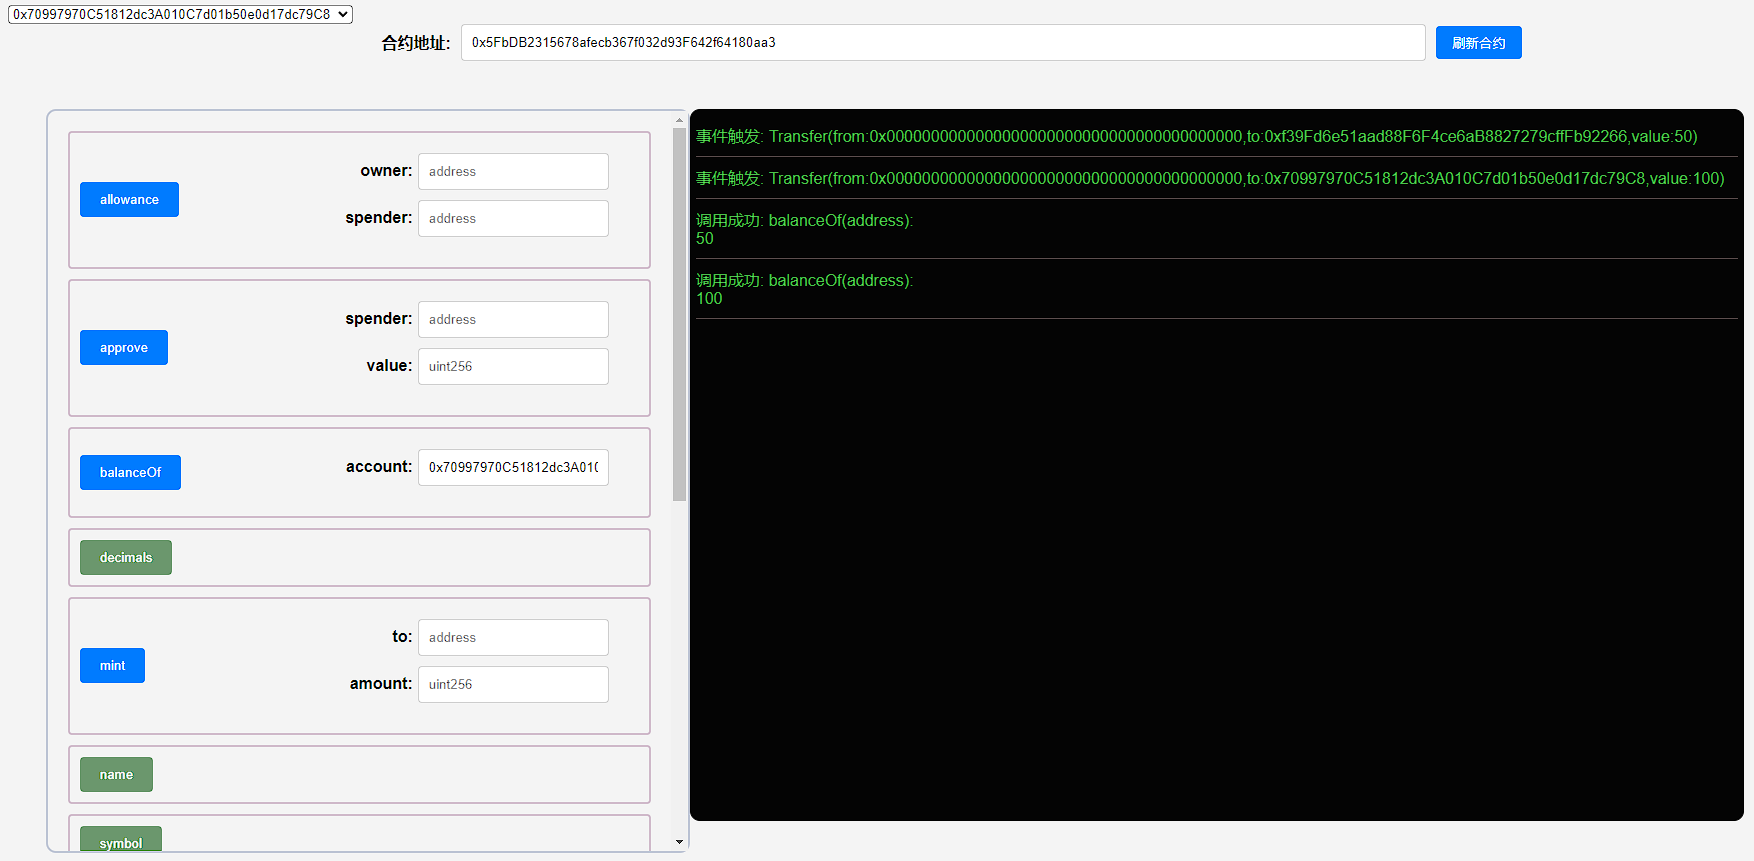 0x70997970C51812dc3A010C7d01b50e0d17dc79C8
合约地址: 0x5FbDB2315678afecb367f032d93F642f64180aa3 刷新合约
owner: address
allowance
spender: address
spender: address
approve
value: uint256
balanceOf account: 0x70997970C51812dc3A010
decimals
to: address
mint
amount: uint256
name
symbol
事件触发: Transfer(from:0x0000000000000000000000000000000000000000,to:0xf39Fd6e51aad88F6F4ce6aB8827279cffFb92266,value:50)
事件触发: Transfer(from:0x0000000000000000000000000000000000000000,to:0x70997970C51812dc3A010C7d01b50e0d17dc79C8,value:100)
调用成功: balanceOf(address):
50
调用成功: balanceOf(address):
100